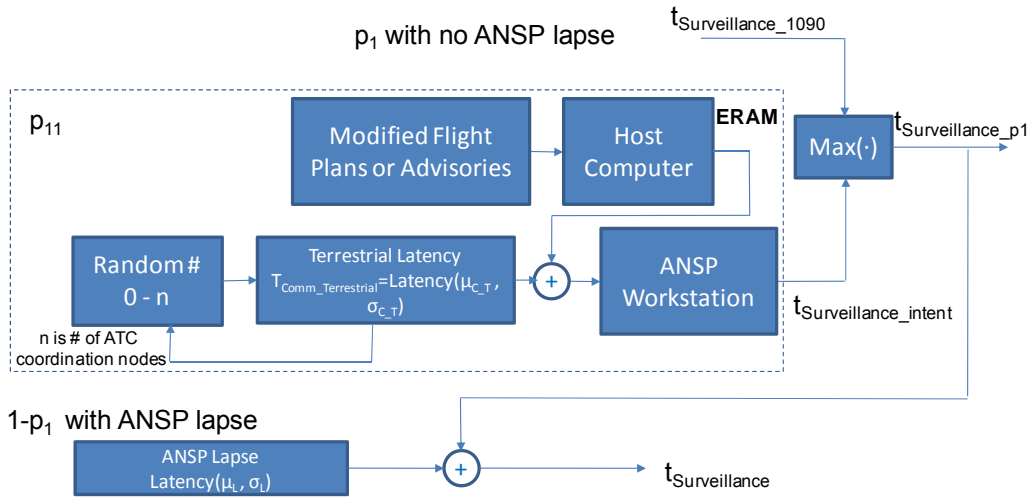 p1 with no ANSP lapse
tSurveillance_1090
p11
ERAM
Modified Flight
Plans or Advisories
Host
Computer
Max(·)
tSurveillance_p1
Random #
0 - n
Terrestrial Latency
TComm_Terrestrial=Latency(μC_T ,
σC_T)
+
ANSP
Workstation
tSurveillance_intent
n is # of ATC
coordination nodes
1-p1 with ANSP lapse
ANSP Lapse
Latency(μL, σL)
+
tSurveillance